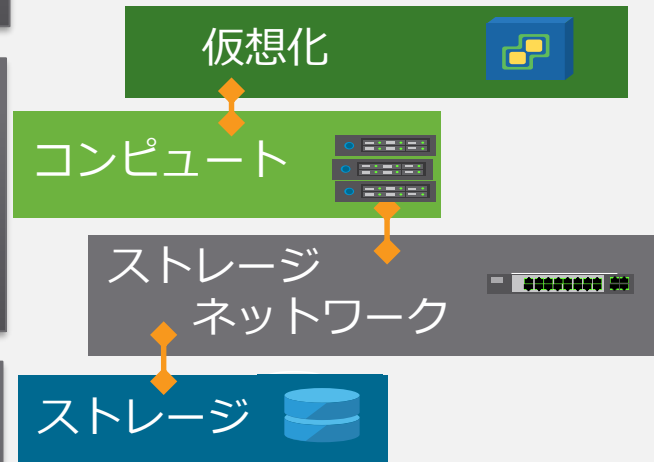 仮想化
コンピュート
ストレージ
ネットワーク
ストレージ